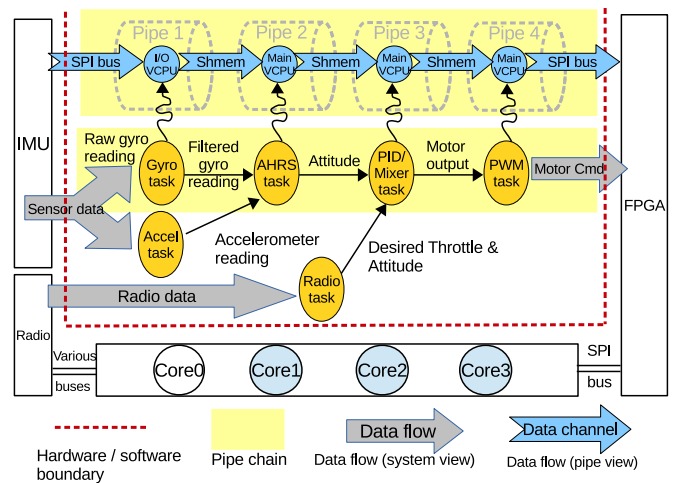 Pipe 1
Pipe 2
Pipe 3
Pipe 4
SPI bus
I/O
VCPU
Shmem
Main
VCPU
Shmem
Main
VCPU
Shmem
Main
VCPU
SPI bus
IMU
Raw gyro
reading
Gyro
task
Filtered
gyro
reading
AHRS
task
Attitude
PID/
Mixer
task
Motor
output
PWM
task
Motor Cmd
FPGA
Sensor data
Accel
task
Accelerometer
reading
Desired Throttle &
Attitude
Radio data
Radio
task
Radio
Various
buses
Core0
Core1
Core2
Core3
SPI
bus
Hardware / software
boundary
Pipe chain
Data flow
Data flow (system view)
Data channel
Data flow (pipe view)